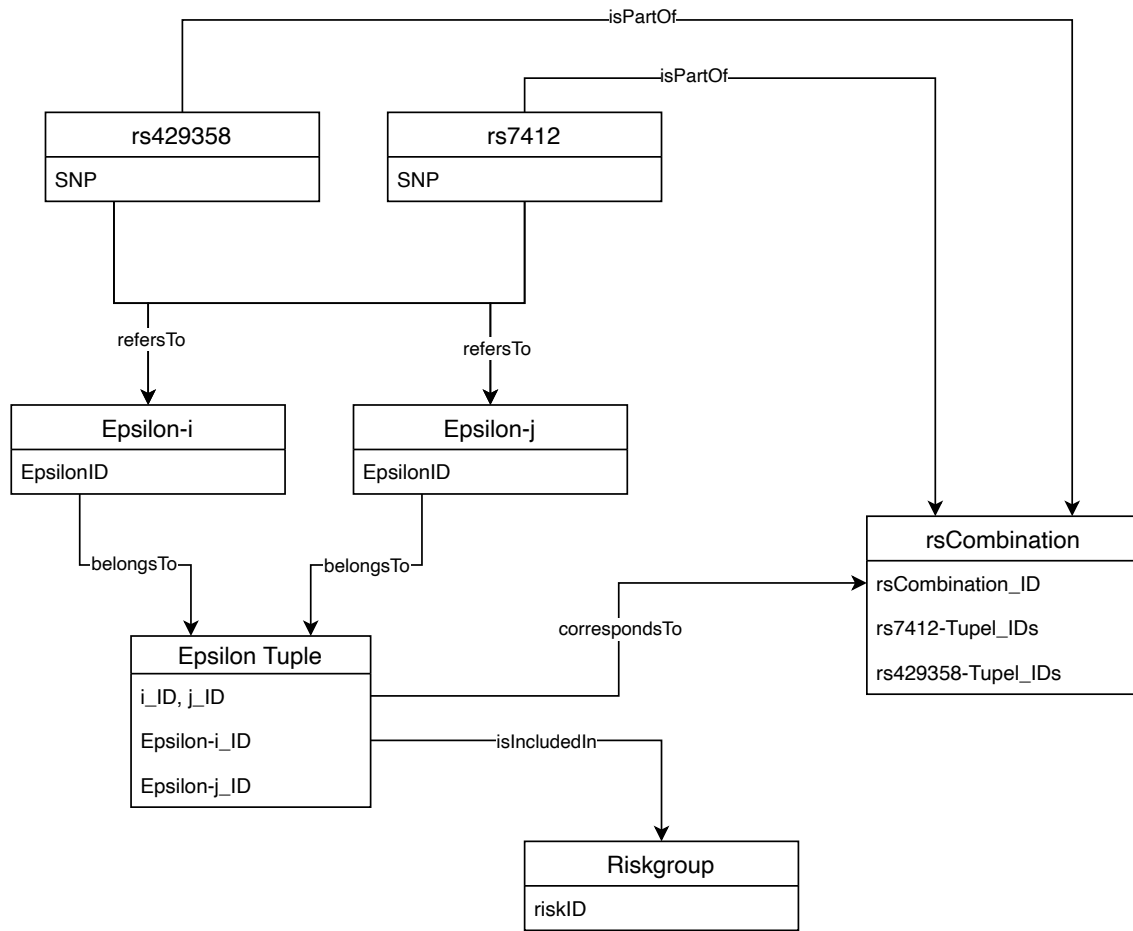 isPartOf
isPartOf
rs429358
SNP
rs7412
SNP
refersTo
refersTo
Epsilon-i
EpsilonID
Epsilon-j
EpsilonID
belongsTo
belongsTo
rsCombination
rsCombination_ID
rs7412-Tupel_IDs
rs429358-Tupel_IDs
correspondsTo
Epsilon Tuple
i_ID, j_ID
Epsilon-i_ID
Epsilon-j_ID
isIncludedIn
Riskgroup
riskID